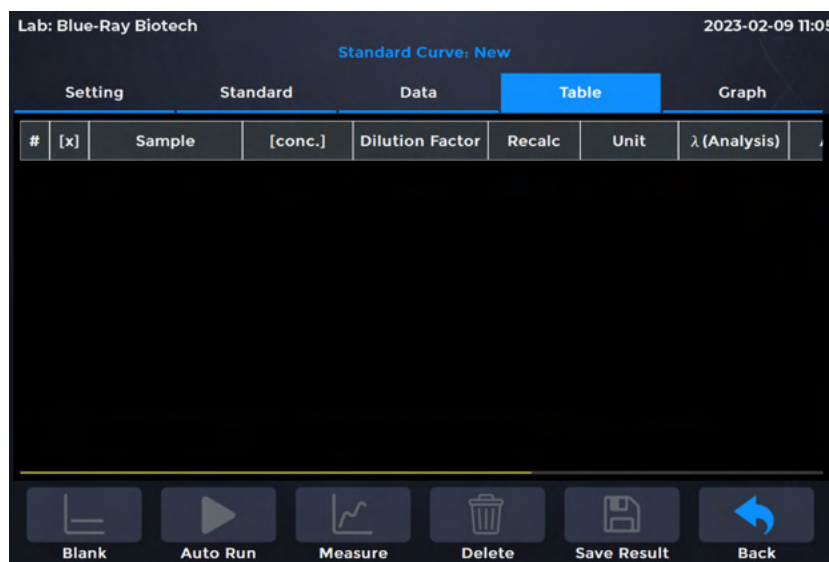 Lab: Blue-Ray Biotech 2023-02-09 11:05
Standard Curve: New
Setting Standard Data Table Graph
# [x] Sample [conc.] Dilution Factor Recalc Unit λ (Analysis)
Blank Auto Run Measure Delete Save Result Back